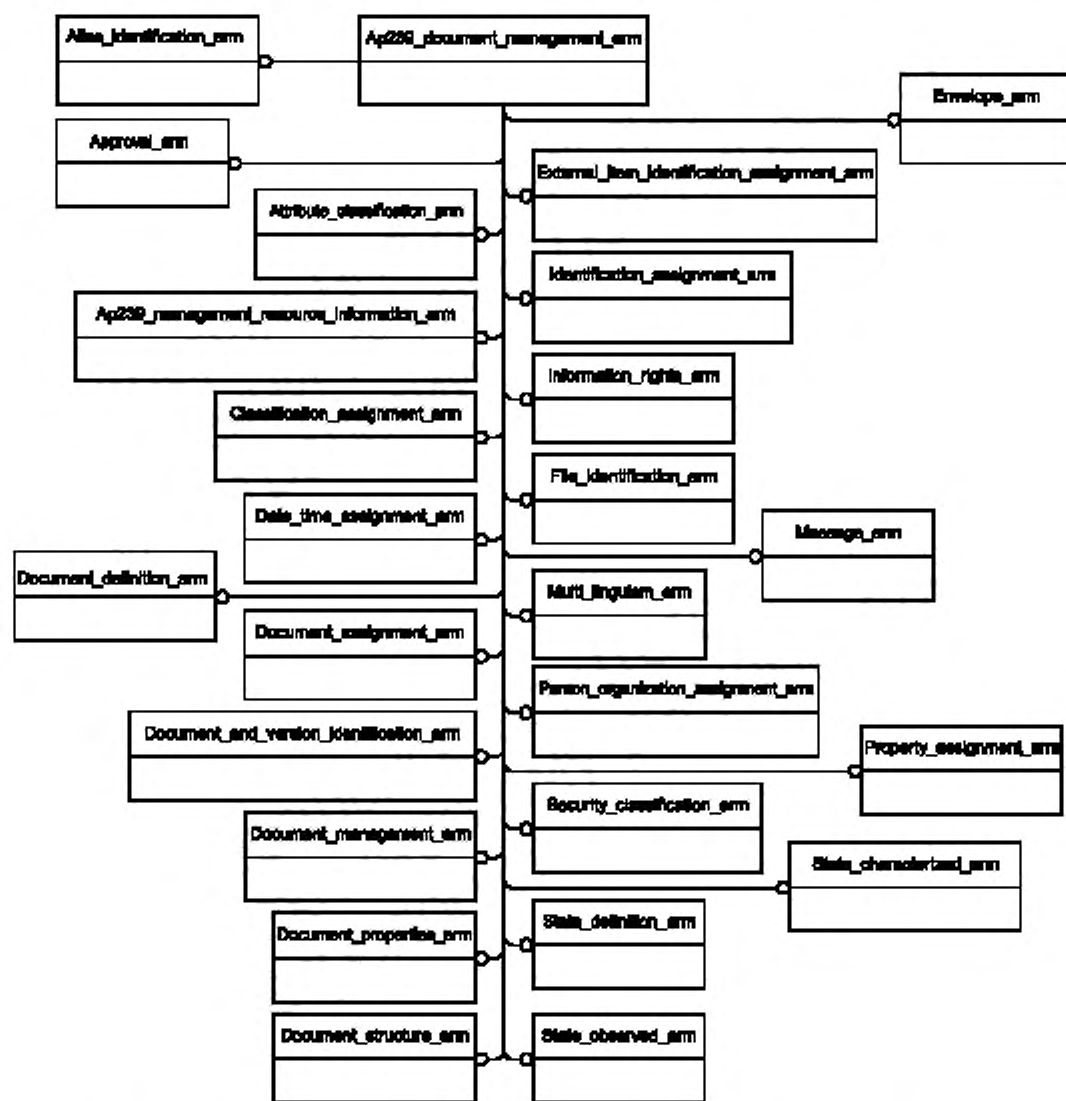 Alias_identification_arm
Ap239_document_management_arm
Envelope_arm
Approval_arm
External_item_identification_assignment_arm
Attribute_classification_arm
Identification_assignment_arm
Ap239_management_resource_information_arm
Information_rights_arm
Classification_assignment_arm
File_identification_arm
Date_time_assignment_arm
Message_arm
Document_definition_arm
Multi_linguism_arm
Document_assignment_arm
Person_organization_assignment_arm
Document_and_version_identification_arm
Property_assignment_arm
Security_classification_arm
Document_management_arm
State_characterized_arm
State_definition_arm
Document_properties_arm
Document_structure_arm
State_observed_arm